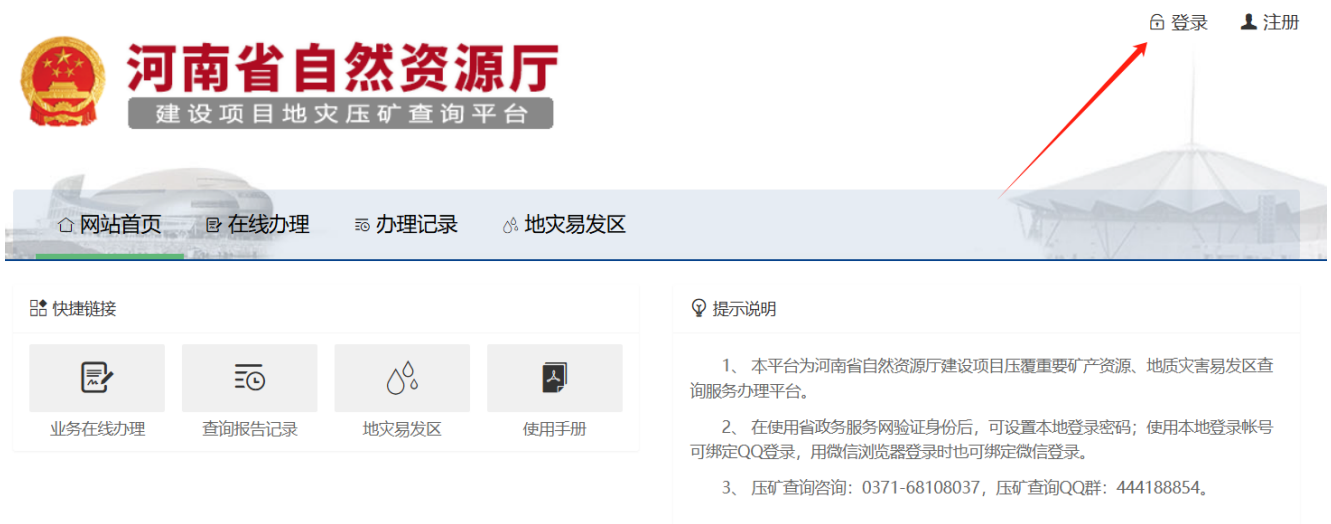 登录 注册
河南省自然资源厅
建设项目地灾压矿查询平台
网站首页 在线办理 办理记录 地灾易发区
快捷链接
业务在线办理 查询报告记录 地灾易发区 使用手册
提示说明
1、 本平台为河南省自然资源厅建设项目压覆重要矿产资源、地质灾害易发区查
询服务办理平台。
2、 在使用省政务服务网验证身份后，可设置本地登录密码；使用本地登录帐号
可绑定QQ登录，用微信浏览器登录时也可绑定微信登录。
3、 压矿查询咨询：0371-68108037，压矿查询QQ群：444188854。